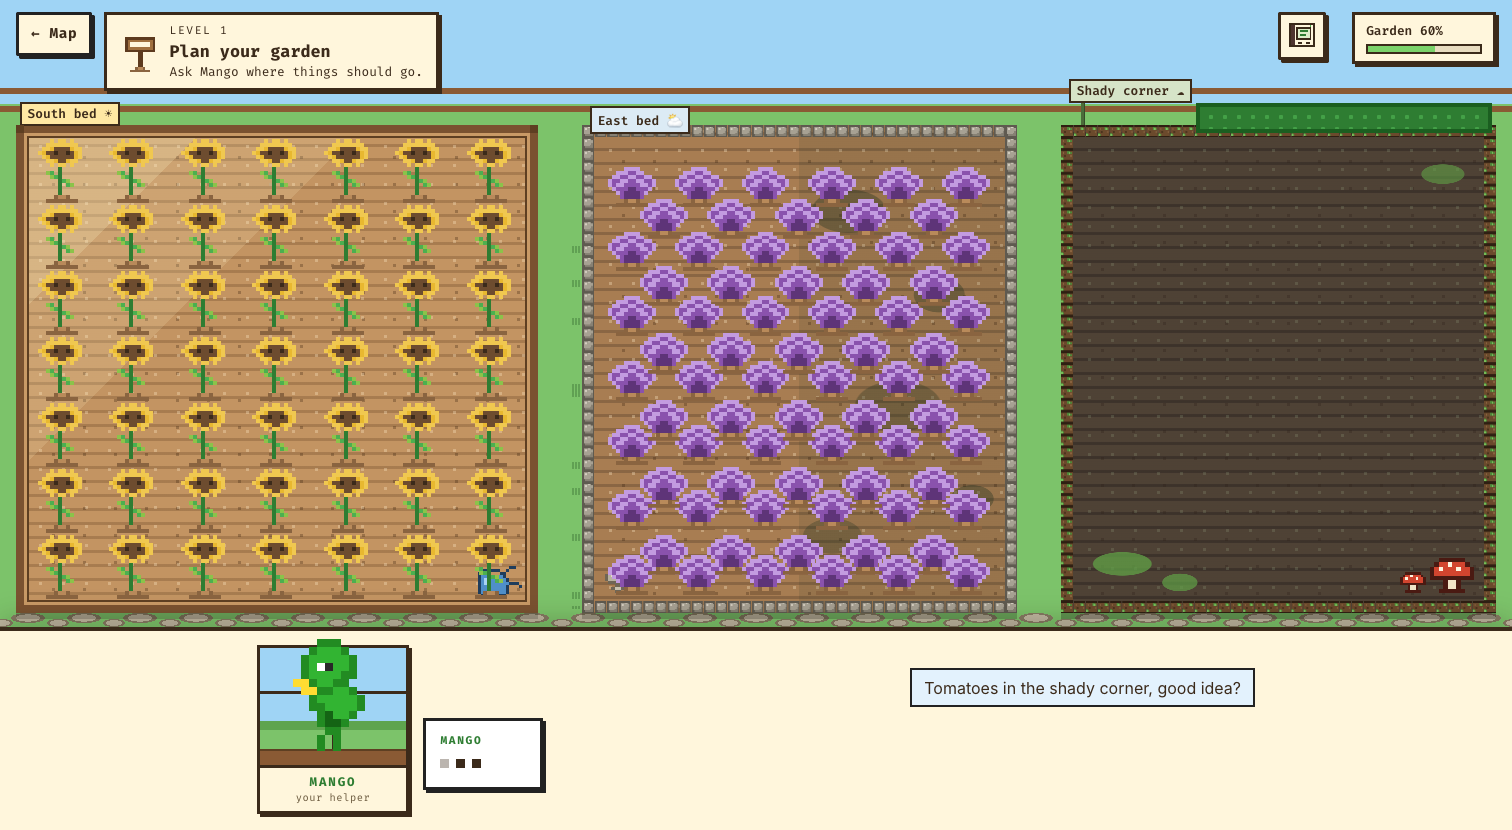 ← Map
LEVEL 1
Plan your garden
Ask Mango where things should go.
Garden 60%
Shady corner ☁
South bed ☀
East bed ⛅
Tomatoes in the shady corner, good idea?
MANGO
MANGO
your helper